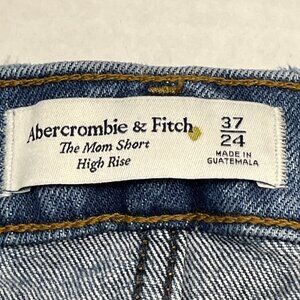 Abercrombie & Fitch
The Mom Short
High Rise
37
24
MADE IN
GUATEMALA